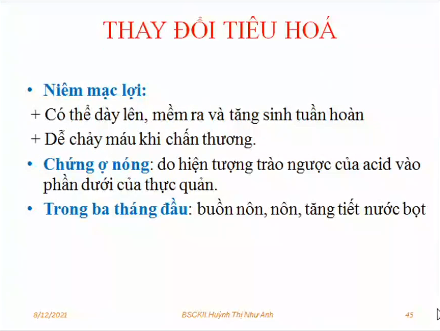 THAY ĐỔI TIÊU HOÁ
• Niêm mạc lợi:
+ Có thể dày lên, mềm ra và tăng sinh tuần hoàn
+ Dễ chảy máu khi chấn thương.
• Chứng ợ nóng: do hiện tượng trào ngược của acid vào
phần dưới của thực quản.
• Trong ba tháng đầu: buồn nôn, nôn, tăng tiết nước bọt
8/12/2021
BSCKII Huỳnh Thị Như Anh
45